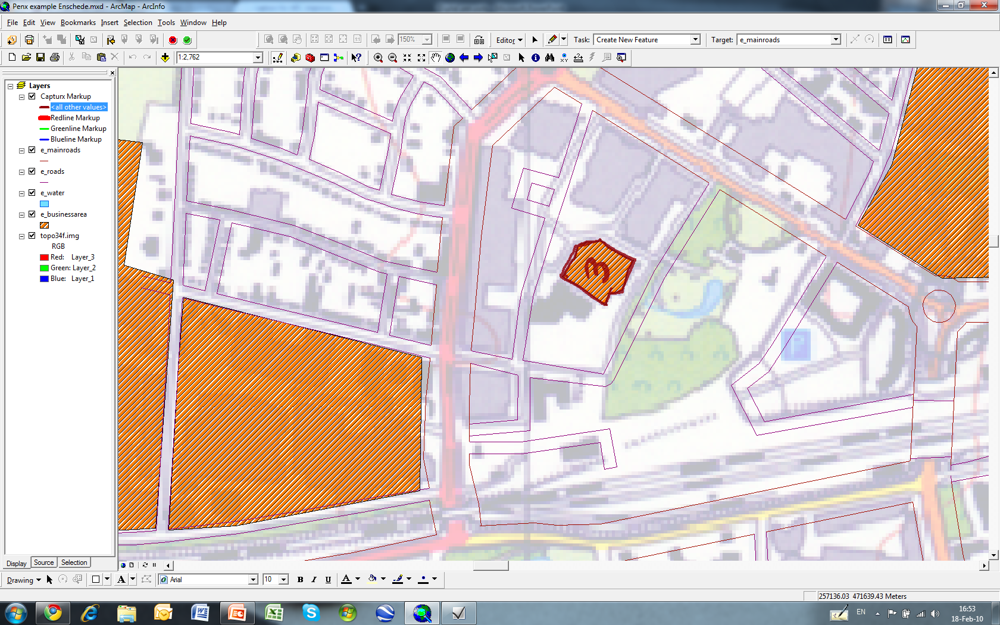 Penx example Enschede.mxd - ArcMap - ArcInfo
File Edit View Bookmarks Insert Selection Tools Window Help
150% Editor Task: Create New Feature Target: e_mainroads
1:2,762
Layers
Capturx Markup
<all other values>
Redline Markup
Greenline Markup
Blueline Markup
e_mainroads
e_roads
e_water
e_businessarea
topo34f.img
RGB
Red: Layer_3
Green: Layer_2
Blue: Layer_1
3
P
Display Source Selection
Drawing A Arial 10 B I U A
257136.03 471639.43 Meters
EN
16:53
18-Feb-10